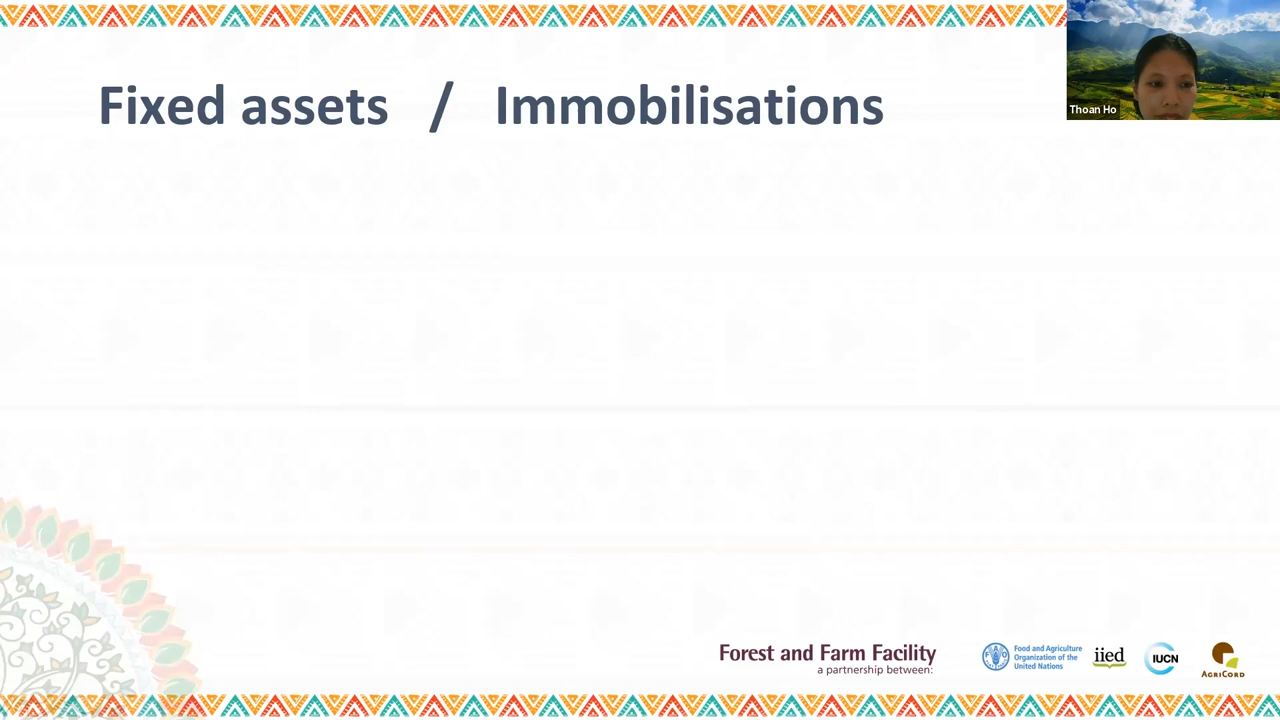 Fixed assets / Immobilisations
Thoan Ho
Forest and Farm Facility
a partnership between:
Food and Agriculture
Organization of the
United Nations
iied
IUCN
AGRICORD